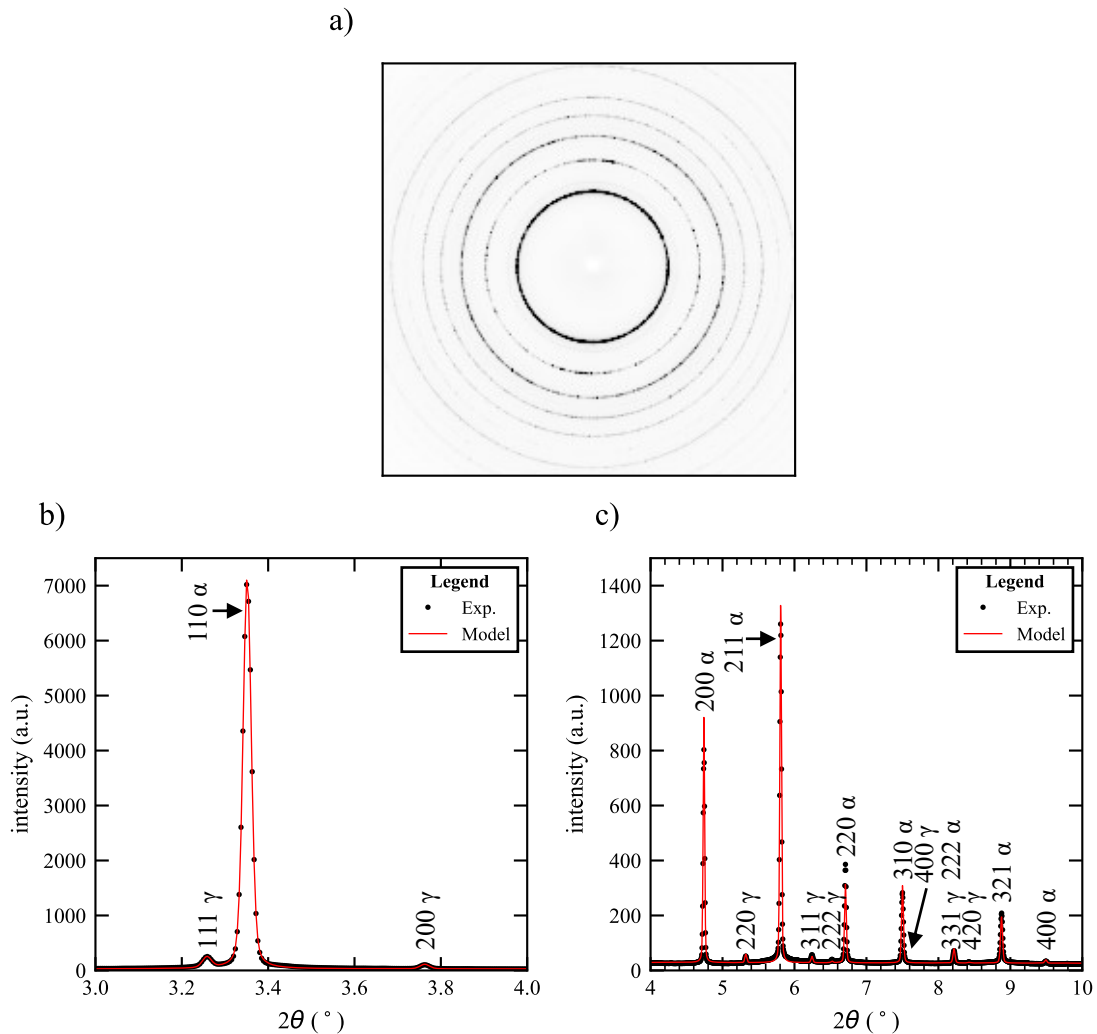 a)
b)
7000
6000
5000
4000
3000
2000
1000
0
intensity (a.u.)
3.0
3.2
3.4
3.6
3.8
4.0
2θ (°)
111 γ
110 α
200 γ
Legend
Exp.
Model
c)
1400
1200
1000
800
600
400
200
0
intensity (a.u.)
4
5
6
7
8
9
10
2θ (°)
200 α
220 γ
211 α
311 γ
222 γ
220 α
310 α
400 γ
222 α
331 γ
420 γ
321 α
400 α
Legend
Exp.
Model